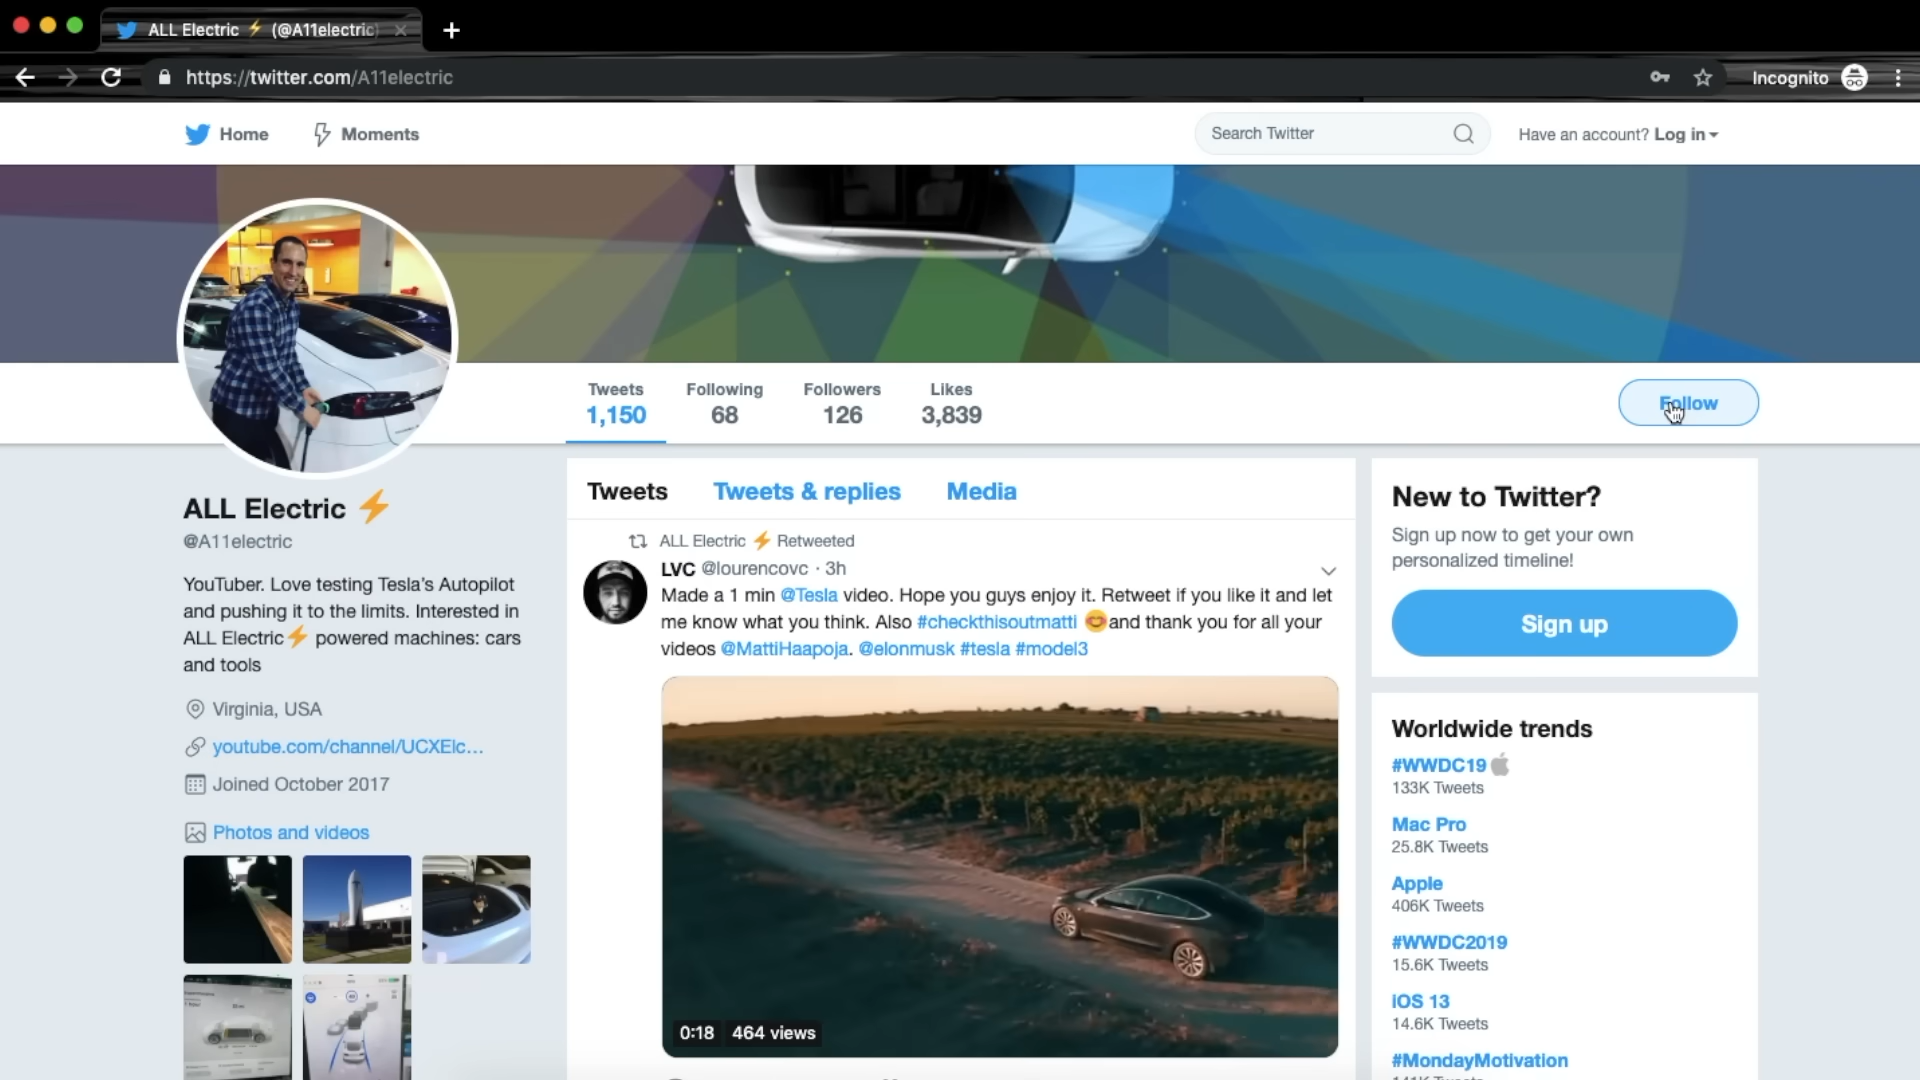 ALL Electric ⚡ (@A11electric)
https://twitter.com/A11electric
Incognito
Home
Moments
Search Twitter
Have an account? Log in
Tweets
1,150
Following
68
Followers
126
Likes
3,839
Follow
ALL Electric ⚡
@A11electric
YouTuber. Love testing Tesla's Autopilot
and pushing it to the limits. Interested in
ALL Electric⚡ powered machines: cars
and tools
Virginia, USA
youtube.com/channel/UCXElc…
Joined October 2017
Photos and videos
Tweets
Tweets & replies
Media
ALL Electric ⚡ Retweeted
LVC @lourencovc · 3h
Made a 1 min @Tesla video. Hope you guys enjoy it. Retweet if you like it and let
me know what you think. Also #checkthisoutmatti 😊and thank you for all your
videos @MattiHaapoja. @elonmusk #tesla #model3
0:18
464 views
New to Twitter?
Sign up now to get your own
personalized timeline!
Sign up
Worldwide trends
#WWDC19
133K Tweets
Mac Pro
25.8K Tweets
Apple
406K Tweets
#WWDC2019
15.6K Tweets
iOS 13
14.6K Tweets
#MondayMotivation